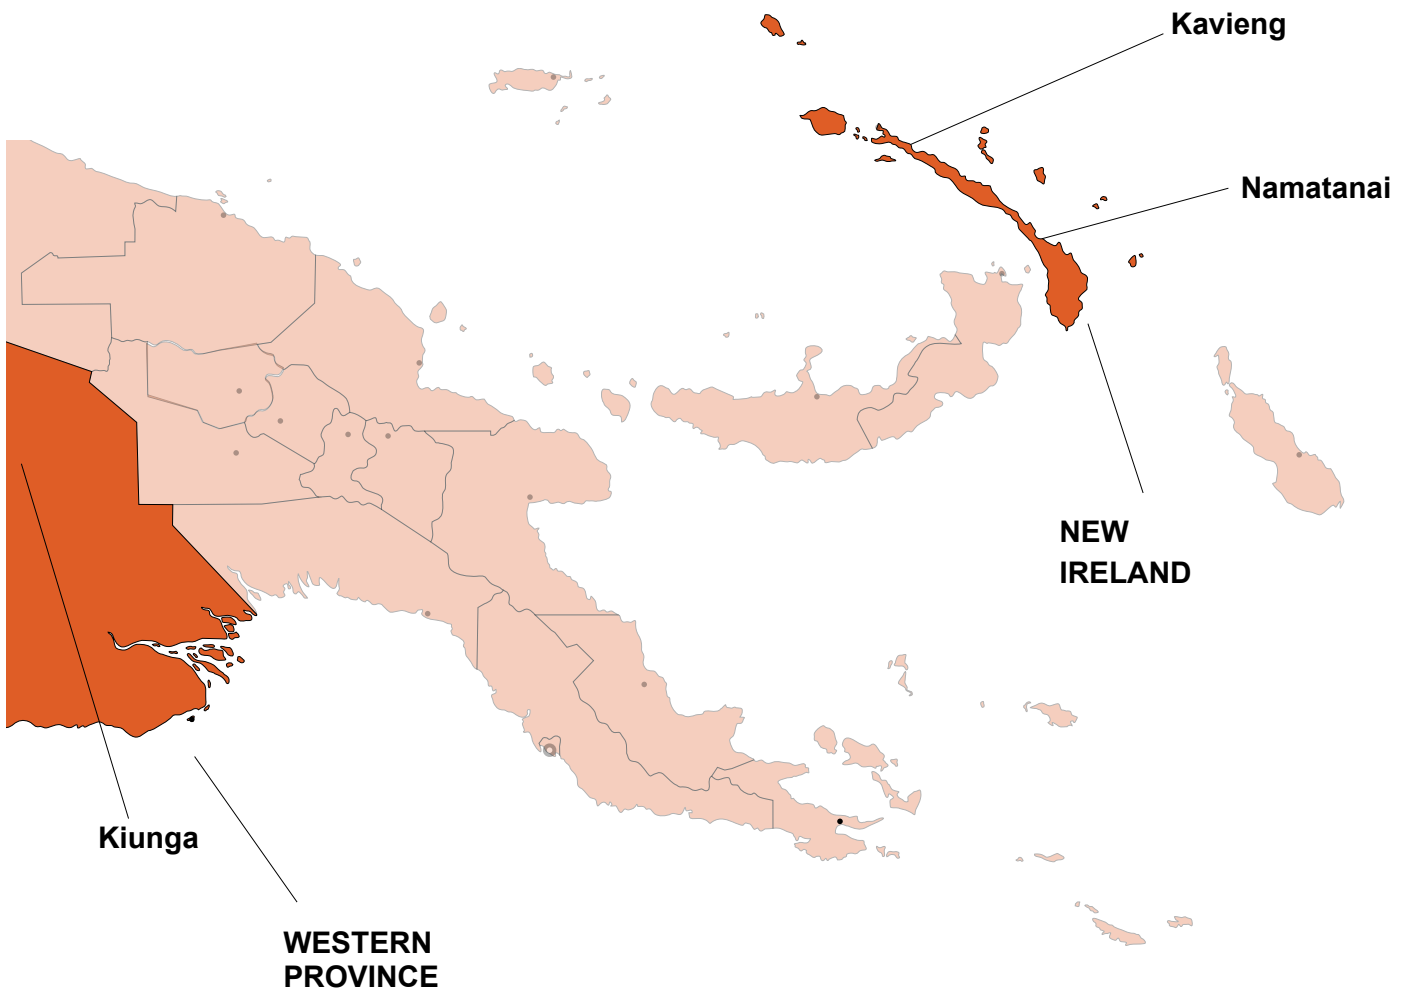 Kavieng
Namatanai
NEW
IRELAND
Kiunga
WESTERN
PROVINCE